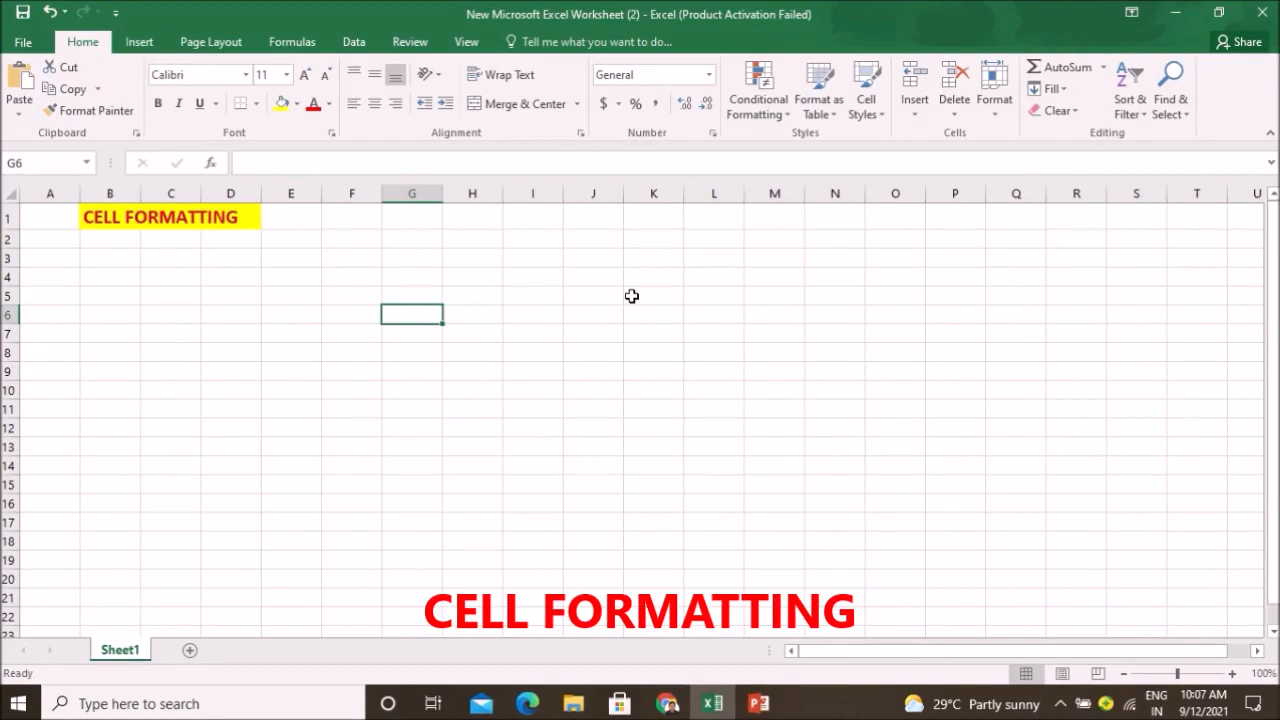 New Microsoft Excel Worksheet (2) - Excel (Product Activation Failed)
File Home Insert Page Layout Formulas Data Review View Tell me what you want to do... Share
Paste
Cut
Copy
Format Painter
Clipboard
Calibri 11
B I U A
Font
Wrap Text
Merge & Center
Alignment
General
$ % ,
Number
Conditional Formatting
Format as Table
Cell Styles
Styles
Insert
Delete
Format
Cells
AutoSum
Fill
Clear
Sort & Filter
Find & Select
Editing
G6 fx
A B C D E F G H I J K L M N O P Q R S T U
1 CELL FORMATTING
2
3
4
5
6
7
8
9
10
11
12
13
14
15
16
17
18
19
20
21
22
23
CELL FORMATTING
Sheet1
Ready 100%
Type here to search
29°C Partly sunny
ENG
IN
10:07 AM
9/12/2021